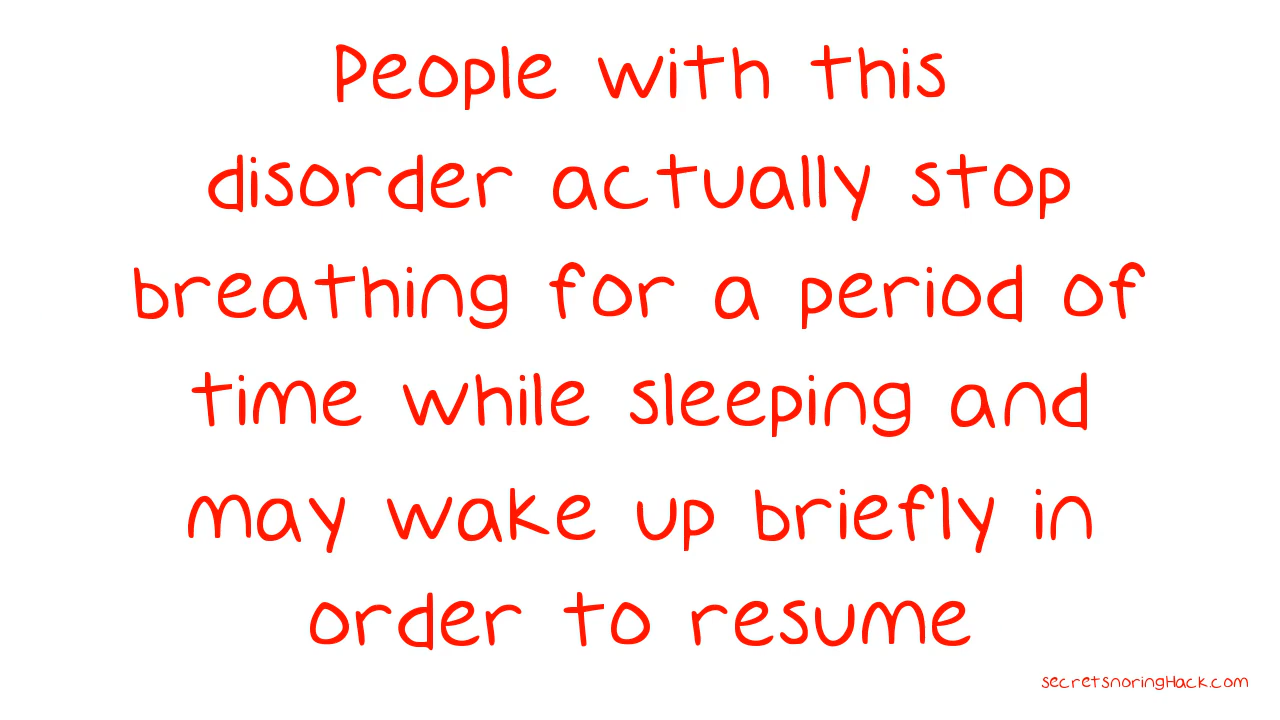 People with this
disorder actually stop
breathing for a period of
time while sleeping and
may wake up briefly in
order to resume
secretsnoringHack.com